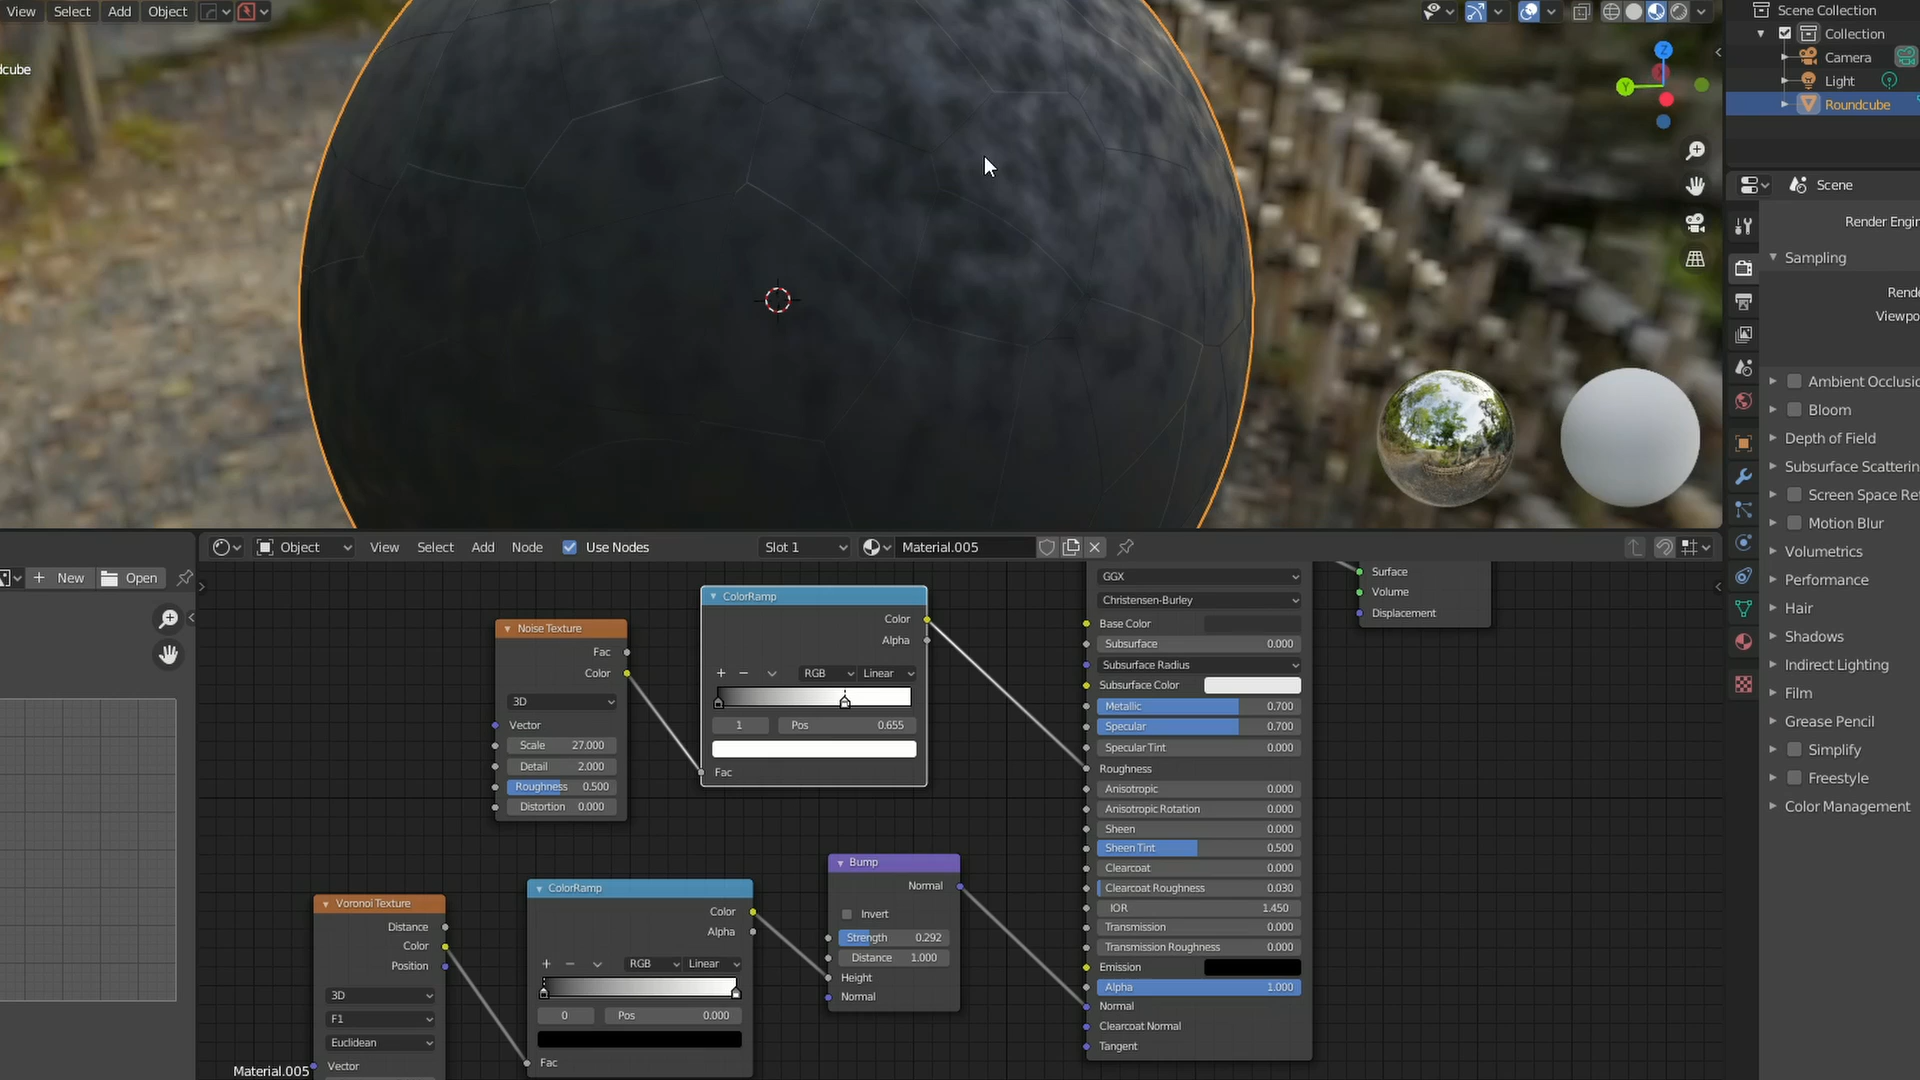 View Select Add Object
dcube
Scene Collection
Collection
Camera
Light
Roundcube
Scene
Render Engin
Sampling
Rende
Viewpo
Ambient Occlusio
Bloom
Depth of Field
Subsurface Scatterin
Screen Space Re
Motion Blur
Volumetrics
Performance
Hair
Shadows
Indirect Lighting
Film
Grease Pencil
Simplify
Freestyle
Color Management
New Open
Object View Select Add Node Use Nodes Slot 1 Material.005
Noise Texture
Fac
Color
3D
Vector
Scale 27.000
Detail 2.000
Roughness 0.500
Distortion 0.000
ColorRamp
Color
Alpha
RGB Linear
1 Pos 0.655
Fac
Voronoi Texture
Distance
Color
Position
3D
F1
Euclidean
Vector
ColorRamp
Color
Alpha
RGB Linear
0 Pos 0.000
Fac
Bump
Normal
Invert
Strength 0.292
Distance 1.000
Height
Normal
GGX
Christensen-Burley
Base Color
Subsurface 0.000
Subsurface Radius
Subsurface Color
Metallic 0.700
Specular 0.700
Specular Tint 0.000
Roughness
Anisotropic 0.000
Anisotropic Rotation 0.000
Sheen 0.000
Sheen Tint 0.500
Clearcoat 0.000
Clearcoat Roughness 0.030
IOR 1.450
Transmission 0.000
Transmission Roughness 0.000
Emission
Alpha 1.000
Normal
Clearcoat Normal
Tangent
Surface
Volume
Displacement
Material.005
Z
Y